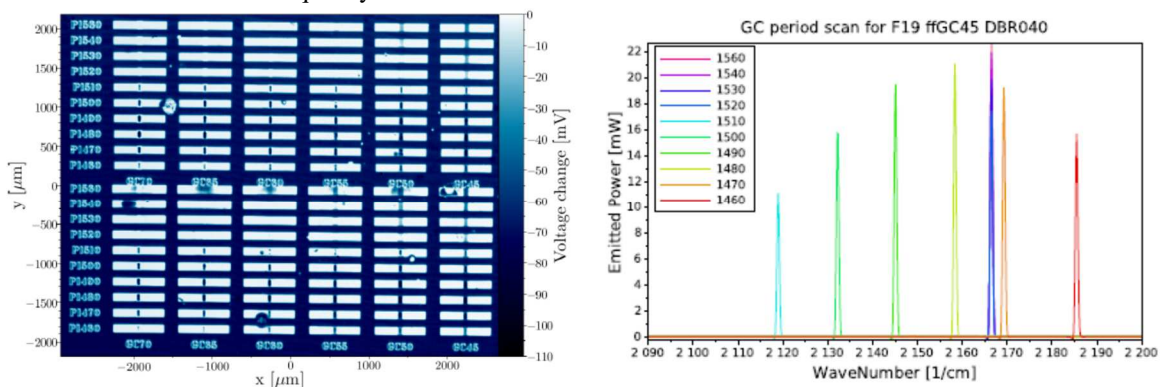 GC period scan for F19 ffGC45 DBR040
2000
1500
1000
500
0
−500
−1000
−1500
−2000
y [μm]
P1540
P1530
P1520
P1510
P1500
P1490
P1480
P1470
P1540
P1530
P1520
P1510
P1500
P1490
P1480
P1470
GC70 GC65 GC60 GC55 GC50 GC45
GC70 GC65 GC60 GC55 GC50 GC45
−2000 −1000 0 1000 2000
x [μm]
0
−10
−20
−30
−40
−50
−60
−70
−80
−90
−100
−110
Voltage change [mV]
22
20
18
16
14
12
10
8
6
4
2
0
Emitted Power [mW]
1560
1540
1530
1520
1510
1500
1490
1480
1470
1460
2 090 2 100 2 110 2 120 2 130 2 140 2 150 2 160 2 170 2 180 2 190 2 200
WaveNumber [1/cm]